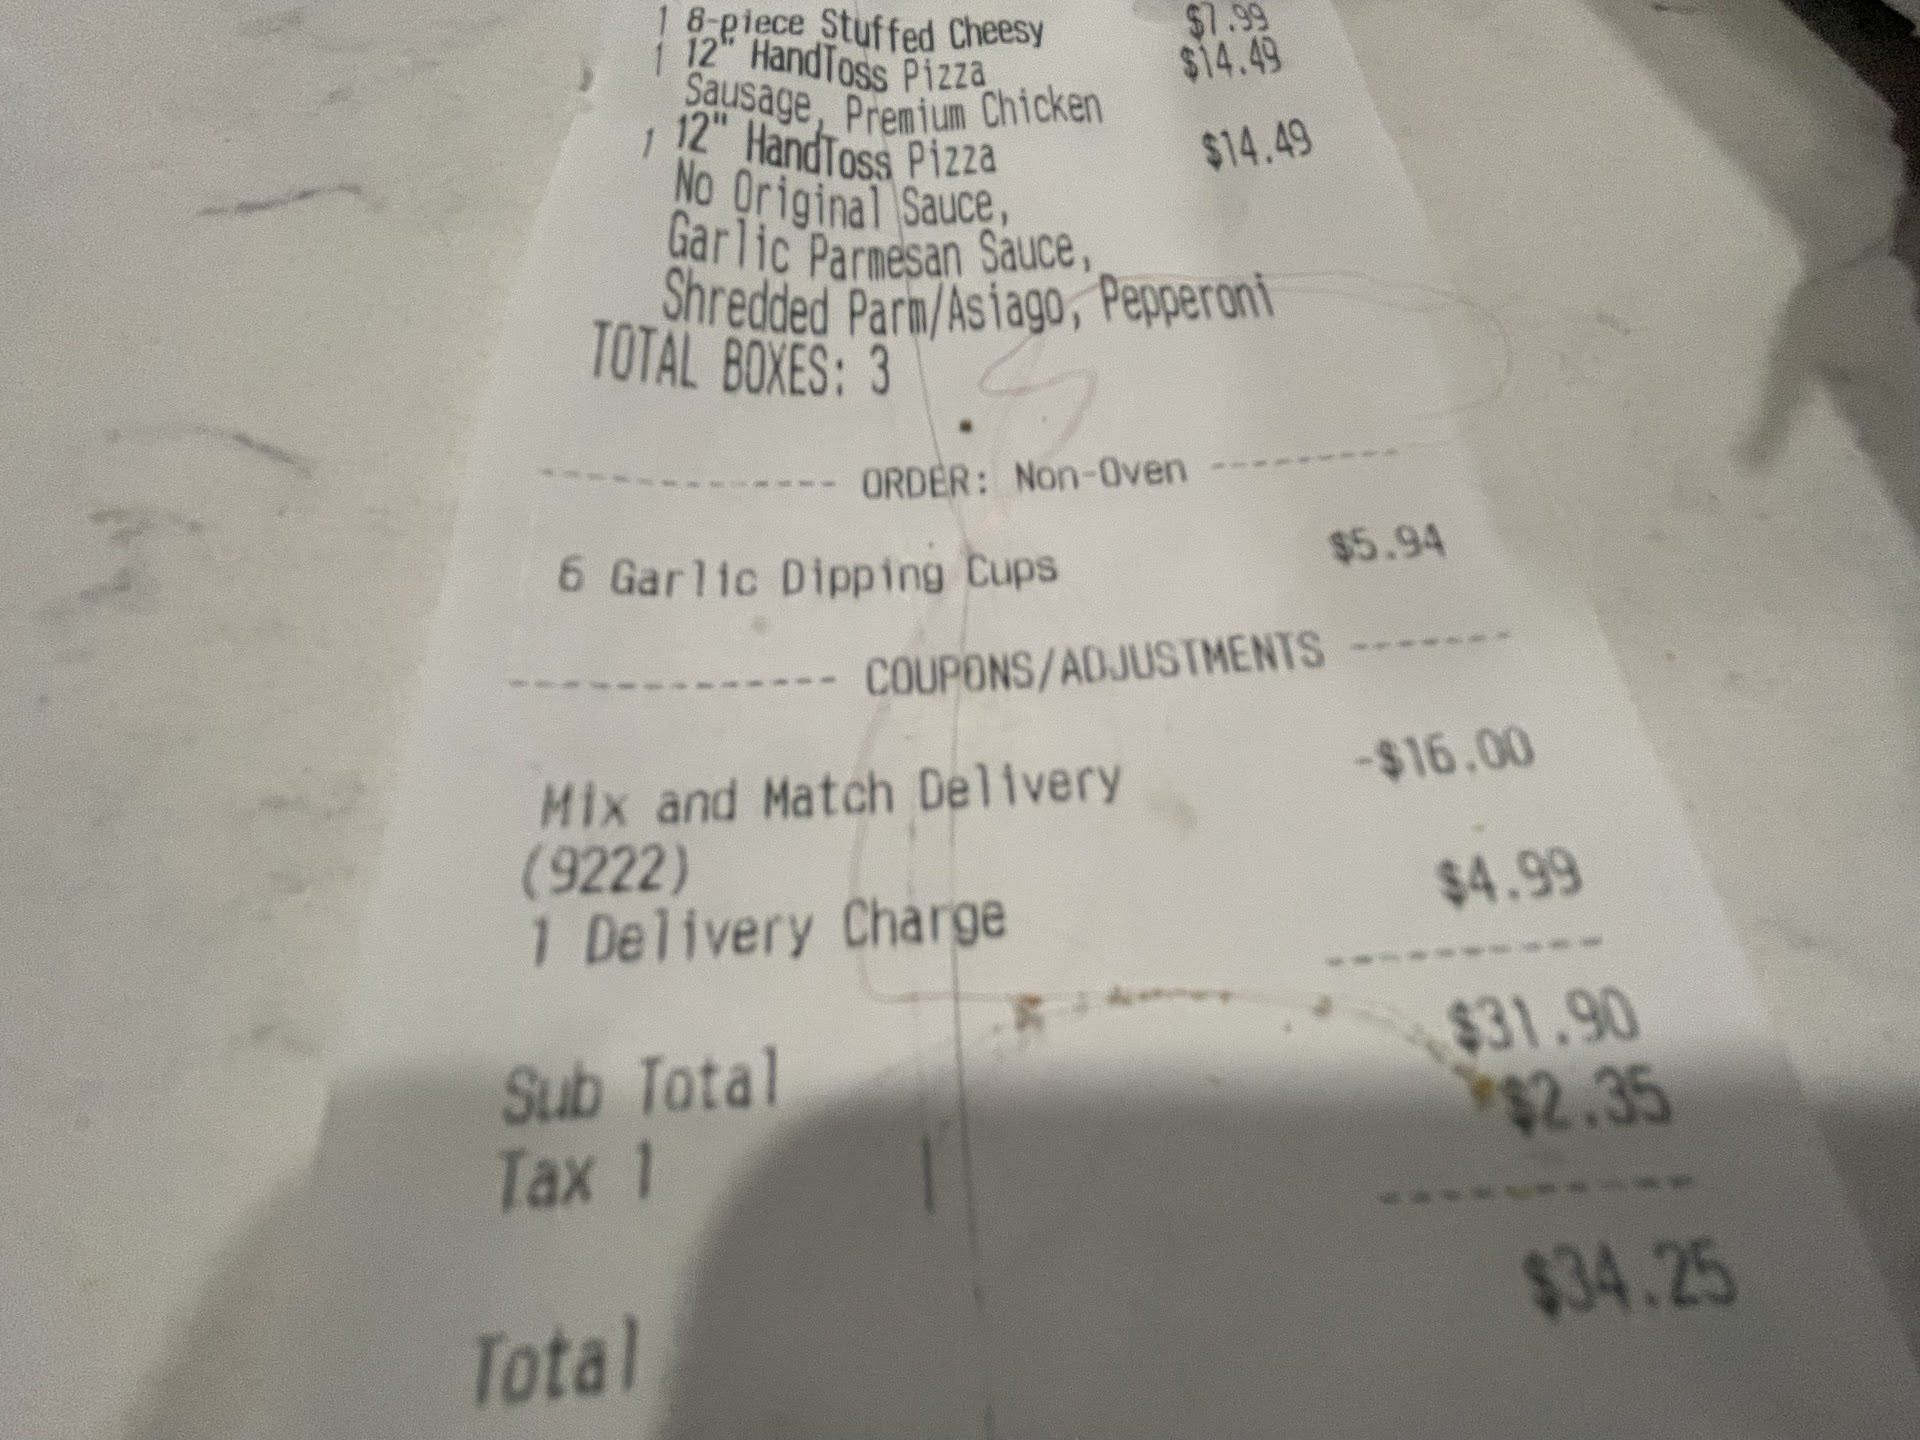 1 8-piece Stuffed Cheesy $7.99
1 12" HandToss Pizza $14.49
Sausage, Premium Chicken
1 12" HandToss Pizza $14.49
No Original Sauce,
Garlic Parmesan Sauce,
Shredded Parm/Asiago, Pepperoni
TOTAL BOXES: 3
------------- ORDER: Non-Oven ---------
6 Garlic Dipping Cups $5.94
------------- COUPONS/ADJUSTMENTS -------
Mix and Match Delivery -$16.00
(9222)
1 Delivery Charge $4.99
----------
Sub Total $31.90
Tax 1 $2.35
----------
Total $34.25